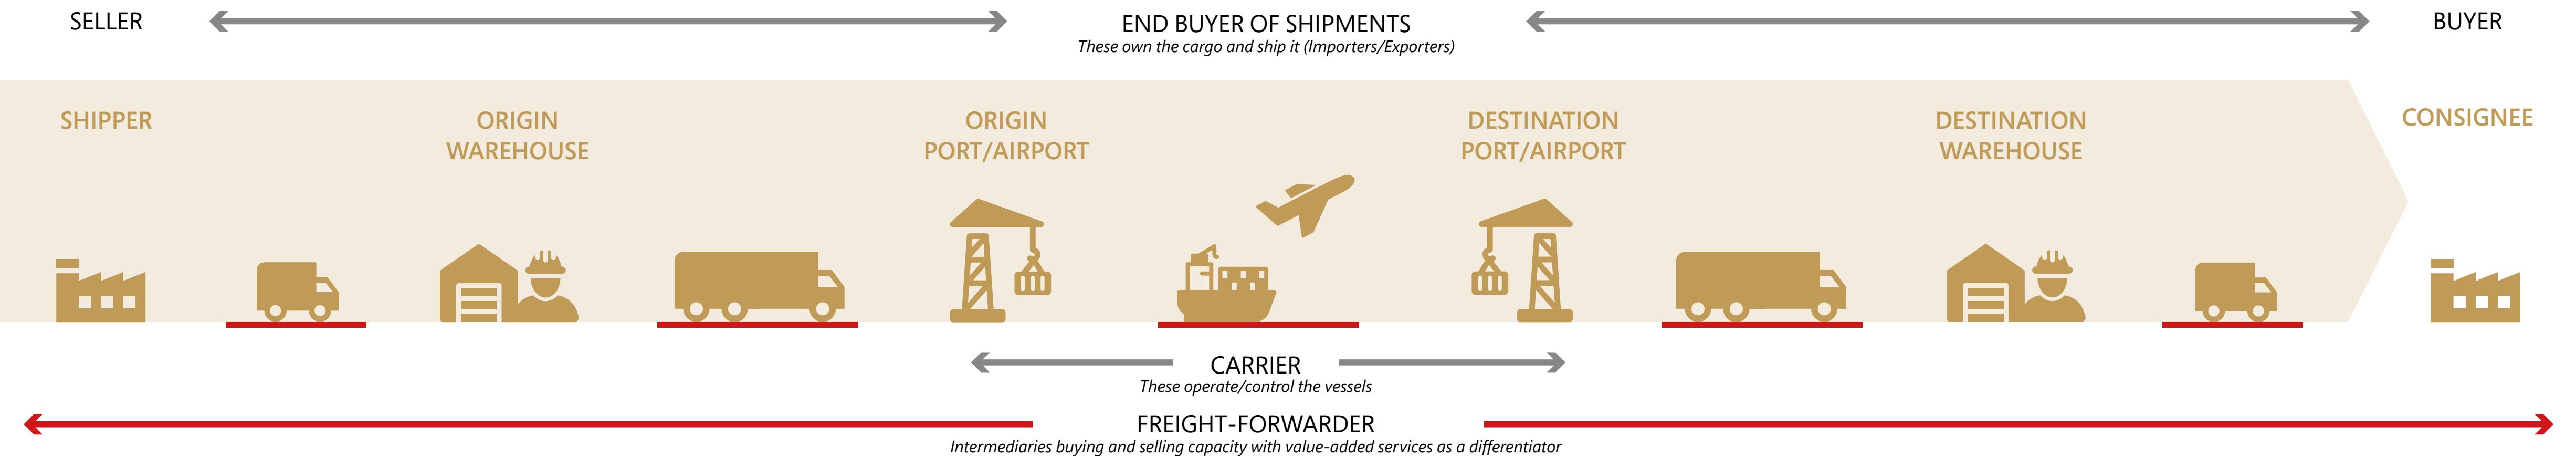 SELLER
END BUYER OF SHIPMENTS
BUYER
These own the cargo and ship it (Importers/Exporters)
SHIPPER
ORIGIN
WAREHOUSE
ORIGIN
PORT/AIRPORT
DESTINATION
PORT/AIRPORT
DESTINATION
WAREHOUSE
CONSIGNEE
CARRIER
These operate/control the vessels
FREIGHT-FORWARDER
Intermediaries buying and selling capacity with value-added services as a differentiator